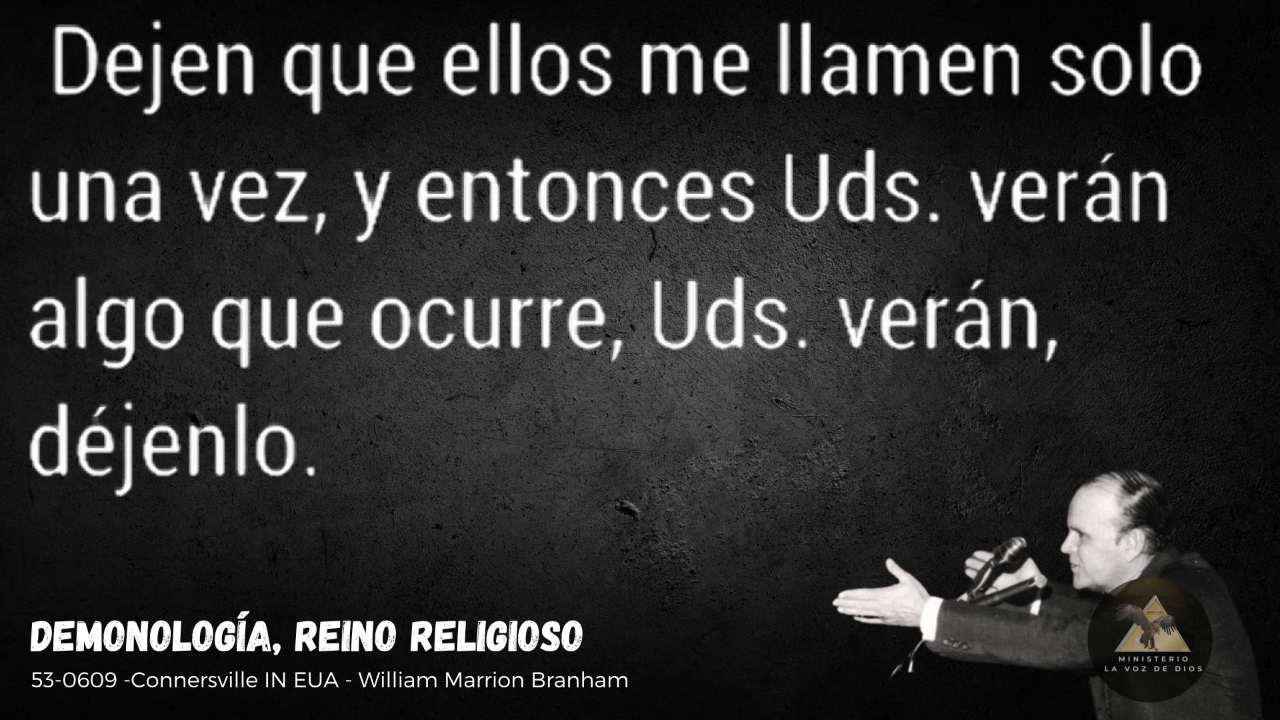 Dejen que ellos me llamen solo
una vez, y entonces Uds. verán
algo que ocurre, Uds. verán,
déjenlo.
DEMONOLOGÍA, REINO RELIGIOSO
53-0609 -Connersville IN EUA - William Marrion Branham
MINISTERIO
LA VOZ DE DIOS